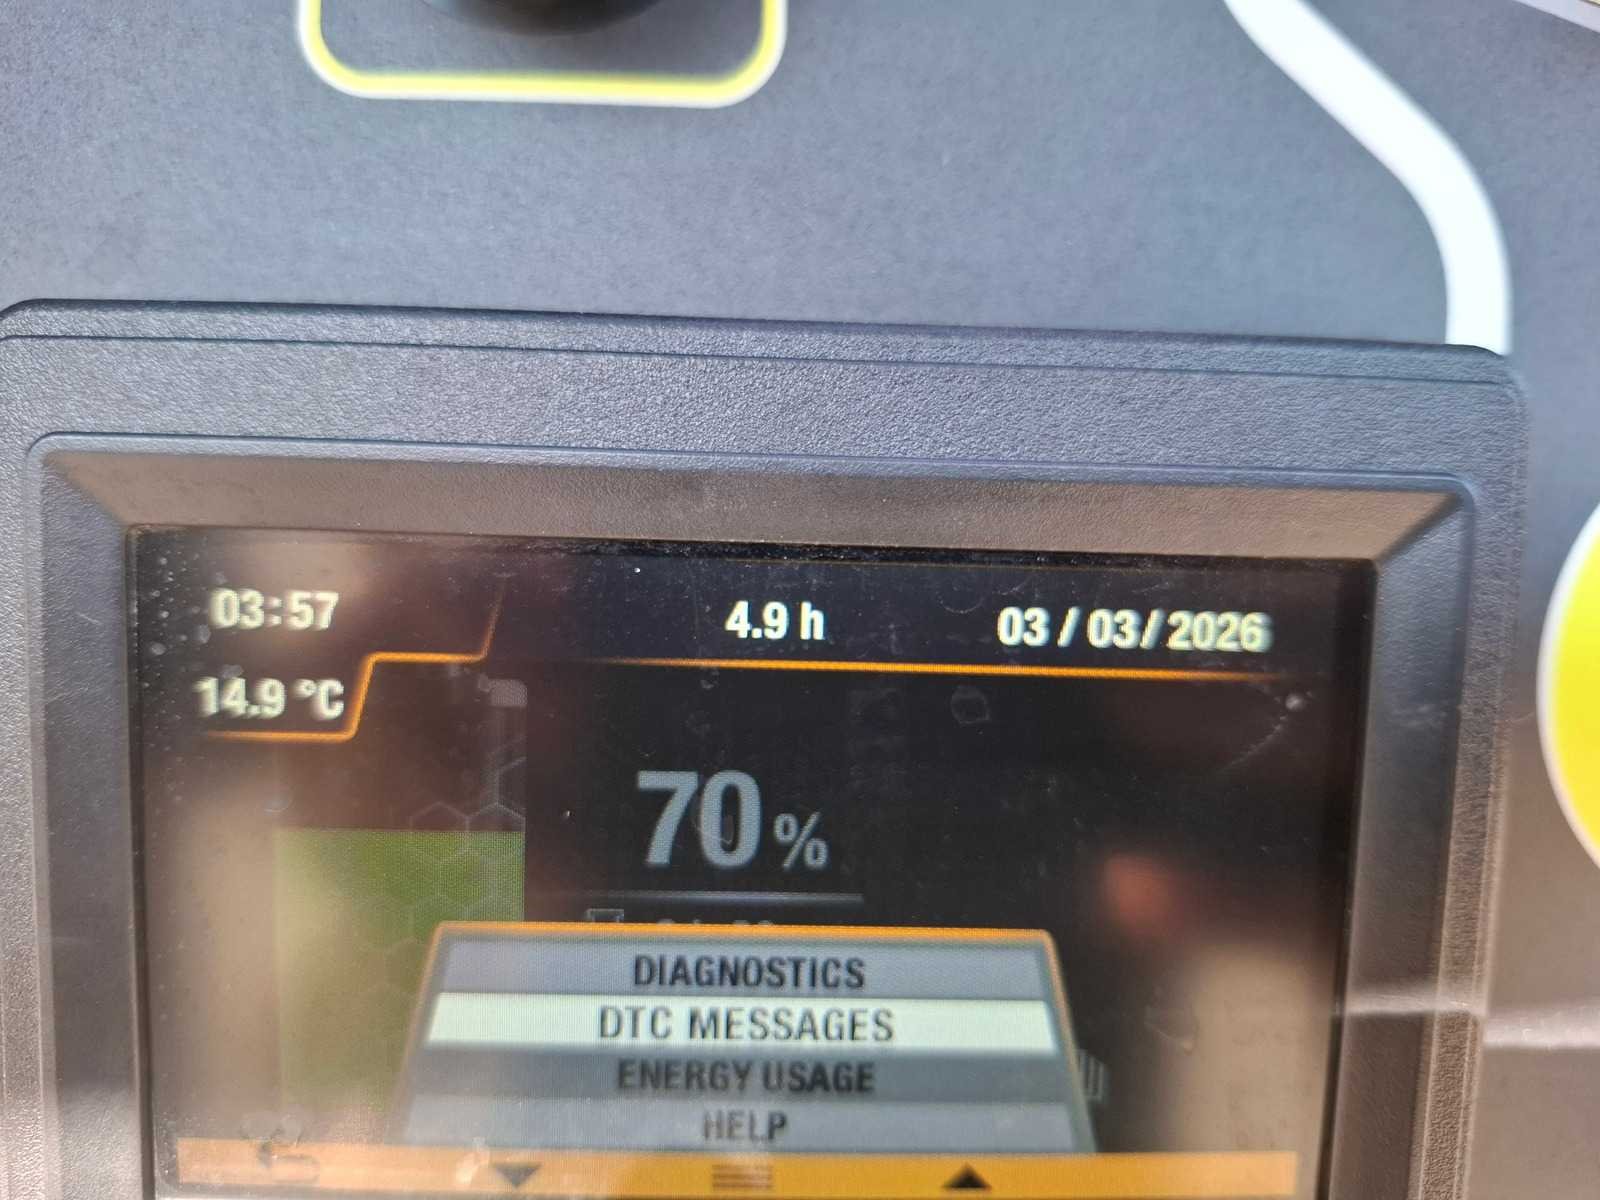 03:57 4.9 h 03 / 03 / 2026
14.9 °C
70 %
DIAGNOSTICS
DTC MESSAGES
ENERGY USAGE
HELP